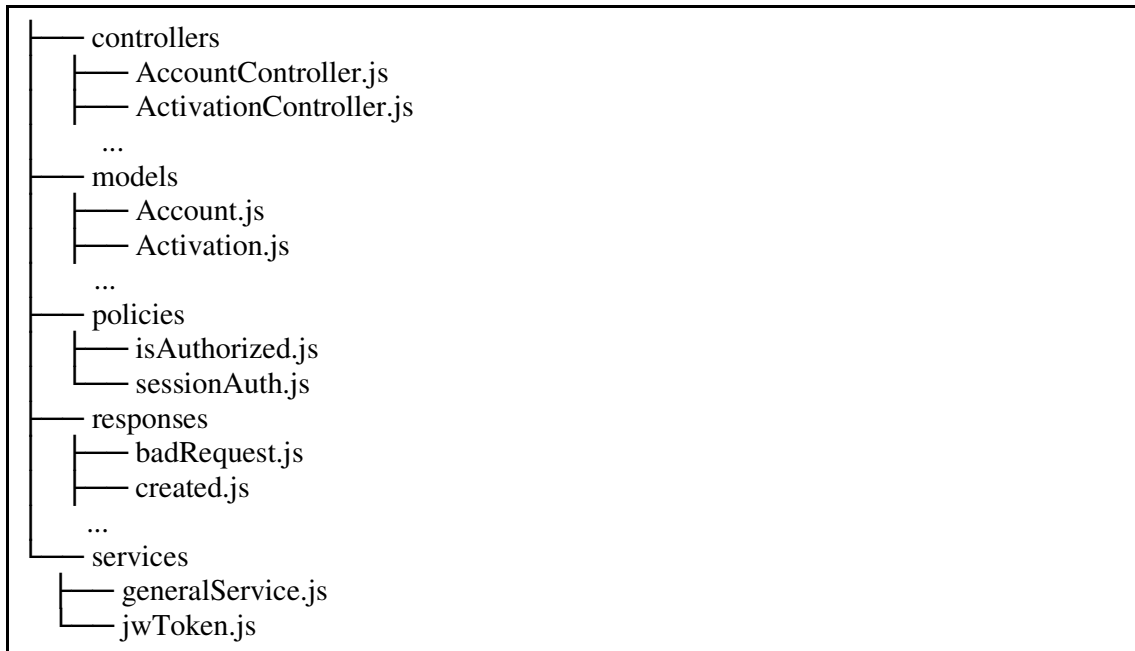 controllers
AccountController.js
ActivationController.js
...
models
Account.js
Activation.js
...
policies
isAuthorized.js
sessionAuth.js
responses
badRequest.js
created.js
...
services
generalService.js
jwToken.js